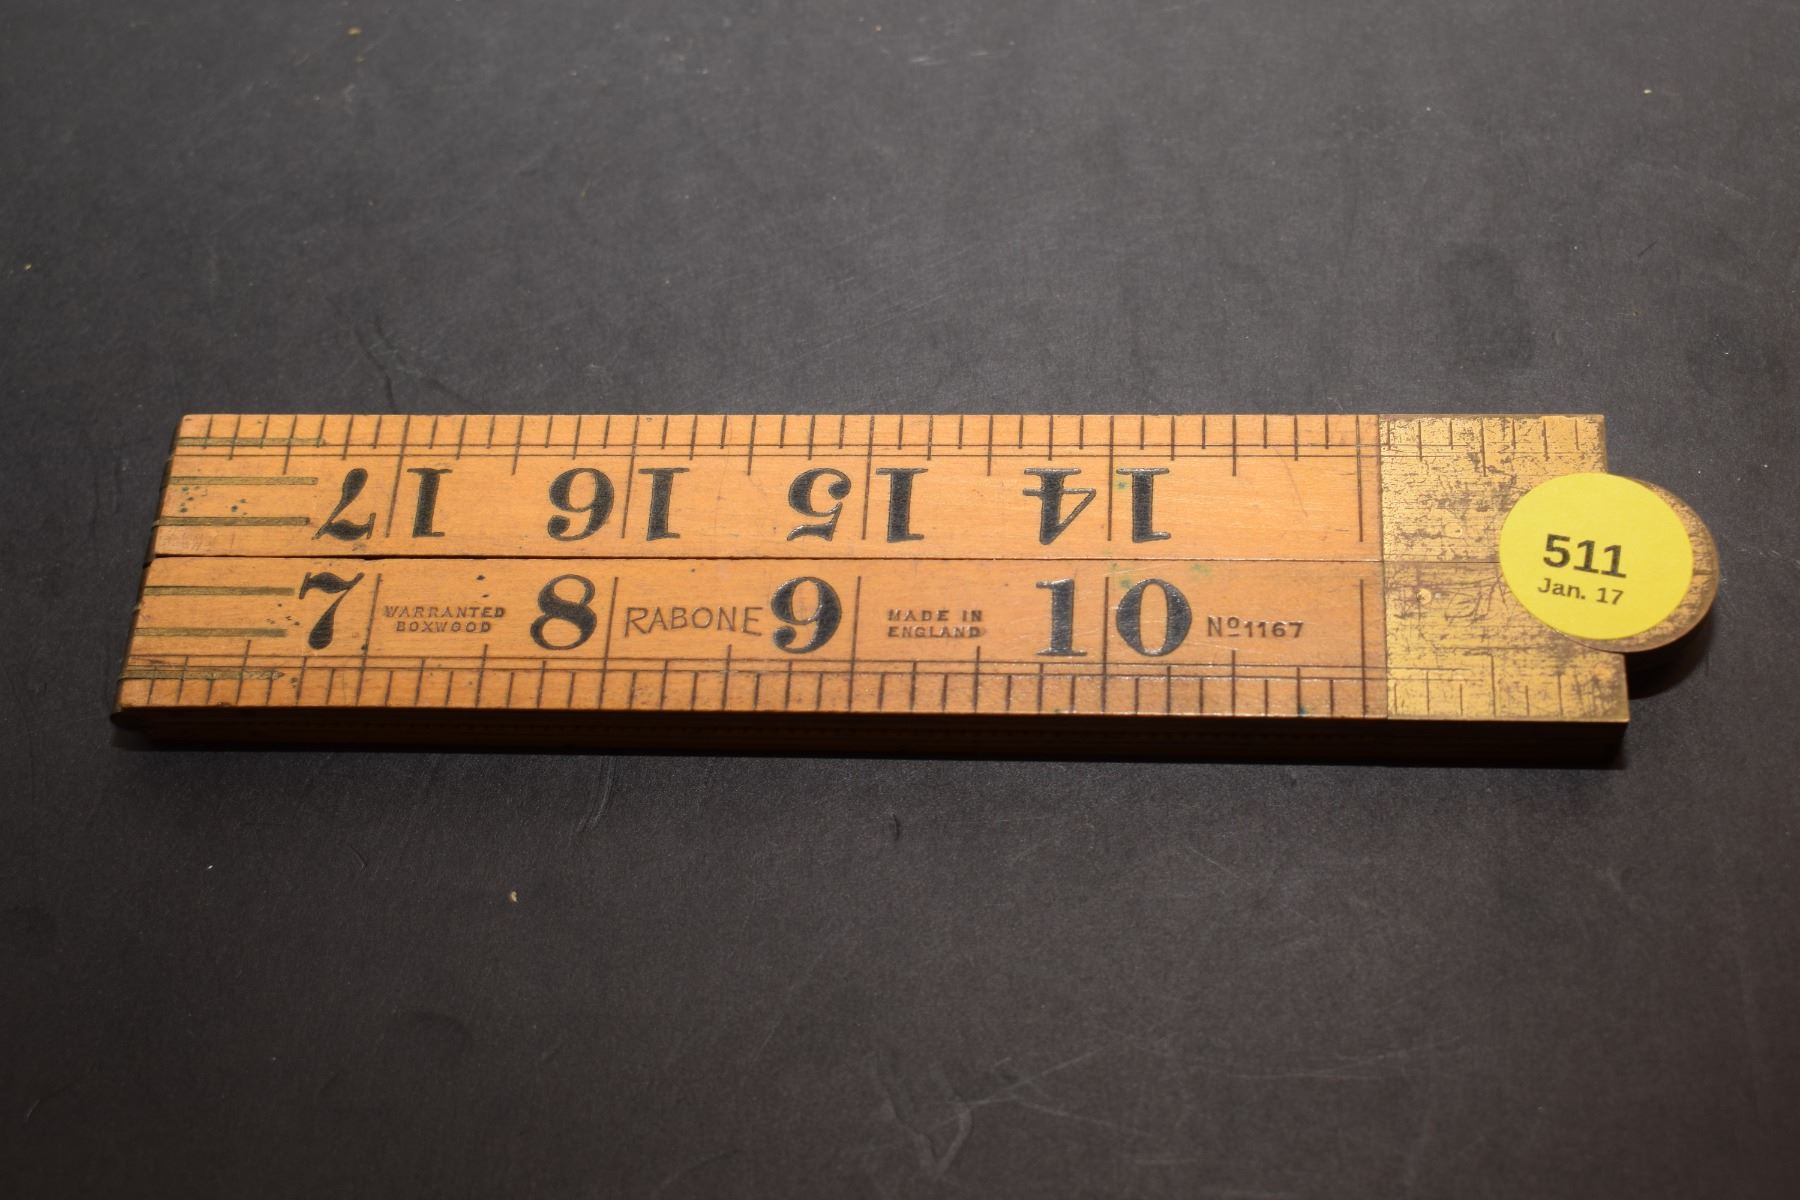 17 16 15 14
7 WARRANTED 8 RABONE 9 MADE IN 10 Nº1167
BOXWOOD ENGLAND
511
Jan. 17